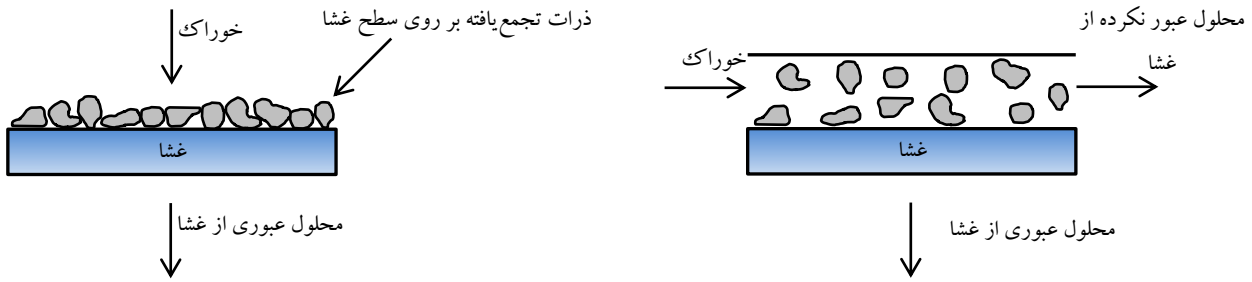 محلول عبور نکرده از
غشا
خوراک
غشا
محلول عبوری از غشا
ذرات تجمع‌یافته بر روی سطح غشا
خوراک
غشا
محلول عبوری از غشا